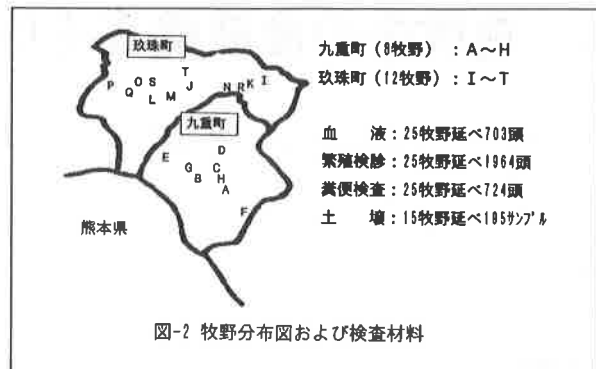 玖珠町
九重町（8牧野）：A～H
玖珠町（12牧野）：I～T
P
Q
O
S
L
M
T
J
N
R
K
I
九重町
血　液：25牧野延べ703頭
繁殖検診：25牧野延べ1964頭
糞便検査：25牧野延べ724頭
土　壌：15牧野延べ185ｻﾝﾌﾟﾙ
E
D
G
B
C
H
A
F
熊本県
図-2 牧野分布図および検査材料